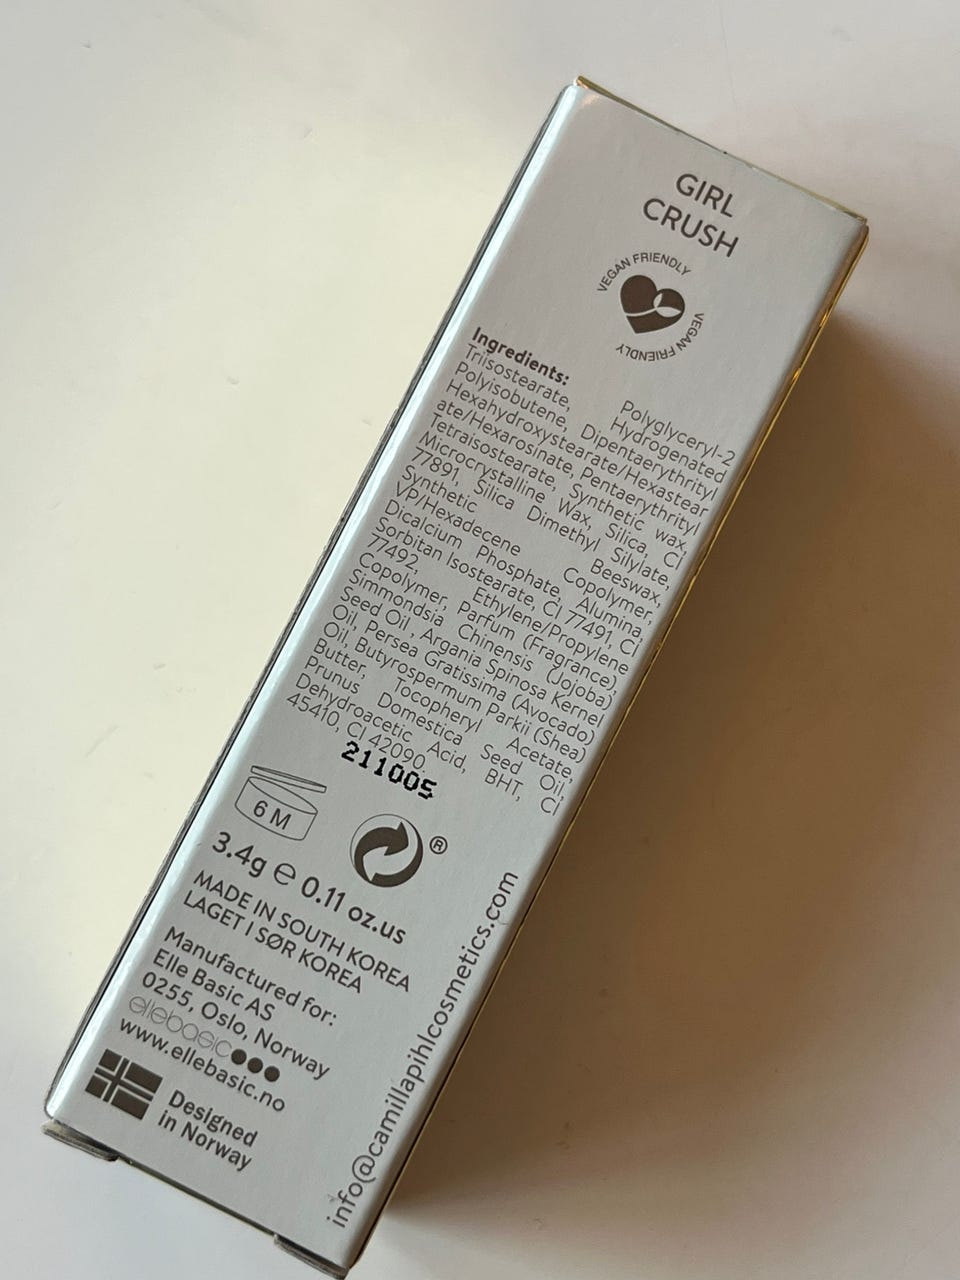 GIRL
CRUSH
VEGAN FRIENDLY
VEGAN FRIENDLY
Ingredients: Polyglyceryl-2
Triisostearate, Hydrogenated
Polyisobutene, Dipentaerythrityl
Hexahydroxystearate/Hexastear
ate/Hexarosinate, Pentaerythrityl
Tetraisostearate, Synthetic wax,
Microcrystalline Wax, Silica, CI
77891, Silica Dimethyl Silylate,
Synthetic Beeswax,
VP/Hexadecene Copolymer,
Dicalcium Phosphate, Alumina,
Sorbitan Isostearate, CI 77491, CI
77492, Ethylene/Propylene
Copolymer, Parfum (Fragrance),
Simmondsia Chinensis (Jojoba)
Seed Oil , Argania Spinosa Kernel
Oil, Persea Gratissima (Avocado)
Oil, Butyrospermum Parkii (Shea)
Butter, Tocopheryl Acetate,
Prunus Domestica Seed Oil,
Dehydroacetic Acid, BHT, CI
45410, CI 42090.
211005
6 M
®
3.4g e 0.11 oz.us
MADE IN SOUTH KOREA
LAGET I SØR KOREA
Manufactured for:
Elle Basic AS
0255, Oslo, Norway
ellebasic
www.ellebasic.no
Designed
in Norway
info@camillapihlcosmetics.com